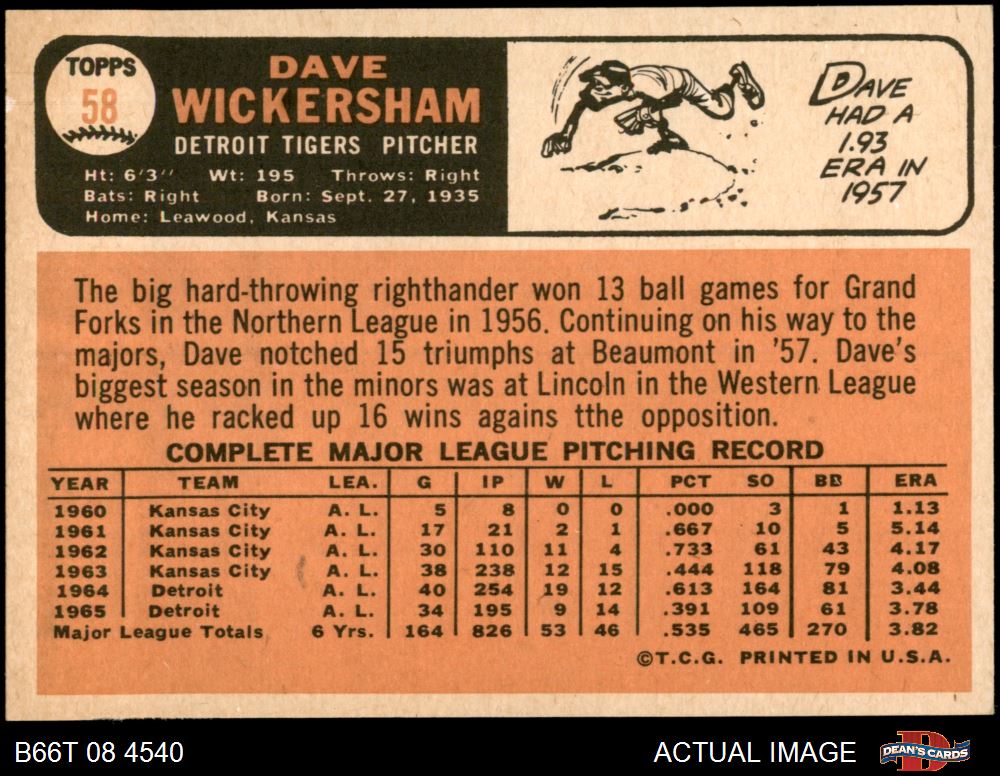 TOPPS
58
DAVE
WICKERSHAM
DETROIT TIGERS PITCHER
Ht: 6'3" Wt: 195 Throws: Right
Bats: Right Born: Sept. 27, 1935
Home: Leawood, Kansas
DAVE
HAD A
1.93
ERA IN
1957
The big hard-throwing righthander won 13 ball games for Grand
Forks in the Northern League in 1956. Continuing on his way to the
majors, Dave notched 15 triumphs at Beaumont in '57. Dave's
biggest season in the minors was at Lincoln in the Western League
where he racked up 16 wins agains tthe opposition.
COMPLETE MAJOR LEAGUE PITCHING RECORD
YEAR TEAM LEA. G IP W L PCT SO BB ERA
1960 Kansas City A. L. 5 8 0 0 .000 3 1 1.13
1961 Kansas City A. L. 17 21 2 1 .667 10 5 5.14
1962 Kansas City A. L. 30 110 11 4 .733 61 43 4.17
1963 Kansas City A. L. 38 238 12 15 .444 118 79 4.08
1964 Detroit A. L. 40 254 19 12 .613 164 81 3.44
1965 Detroit A. L. 34 195 9 14 .391 109 61 3.78
Major League Totals 6 Yrs. 164 826 53 46 .535 465 270 3.82
©T.C.G. PRINTED IN U.S.A.
B66T 08 4540
ACTUAL IMAGE
D
DEAN'S CARDS